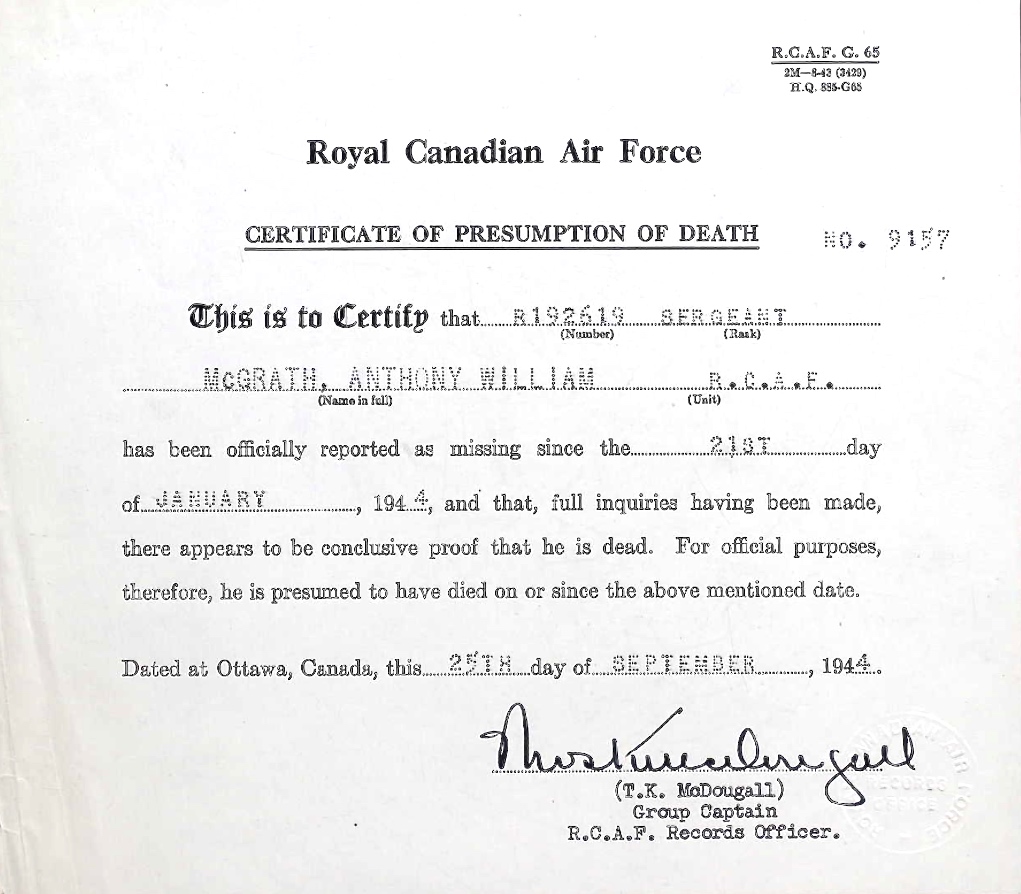 R.C.A.F. G. 65
2M—8-43 (3429)
H.Q. 885-G65
Royal Canadian Air Force
CERTIFICATE OF PRESUMPTION OF DEATH NO. 9157
This is to Certify that R192619 SERGEANT
(Number) (Rank)
McGRATH, ANTHONY WILLIAM R.C.A.F.
(Name in full) (Unit)
has been officially reported as missing since the 21ST day
of JANUARY, 1944, and that, full inquiries having been made,
there appears to be conclusive proof that he is dead. For official purposes,
therefore, he is presumed to have died on or since the above mentioned date.
Dated at Ottawa, Canada, this 25TH day of SEPTEMBER, 1944.
(T.K. McDougall)
Group Captain
R.C.A.F. Records Officer.
RECORDS
OFFICE